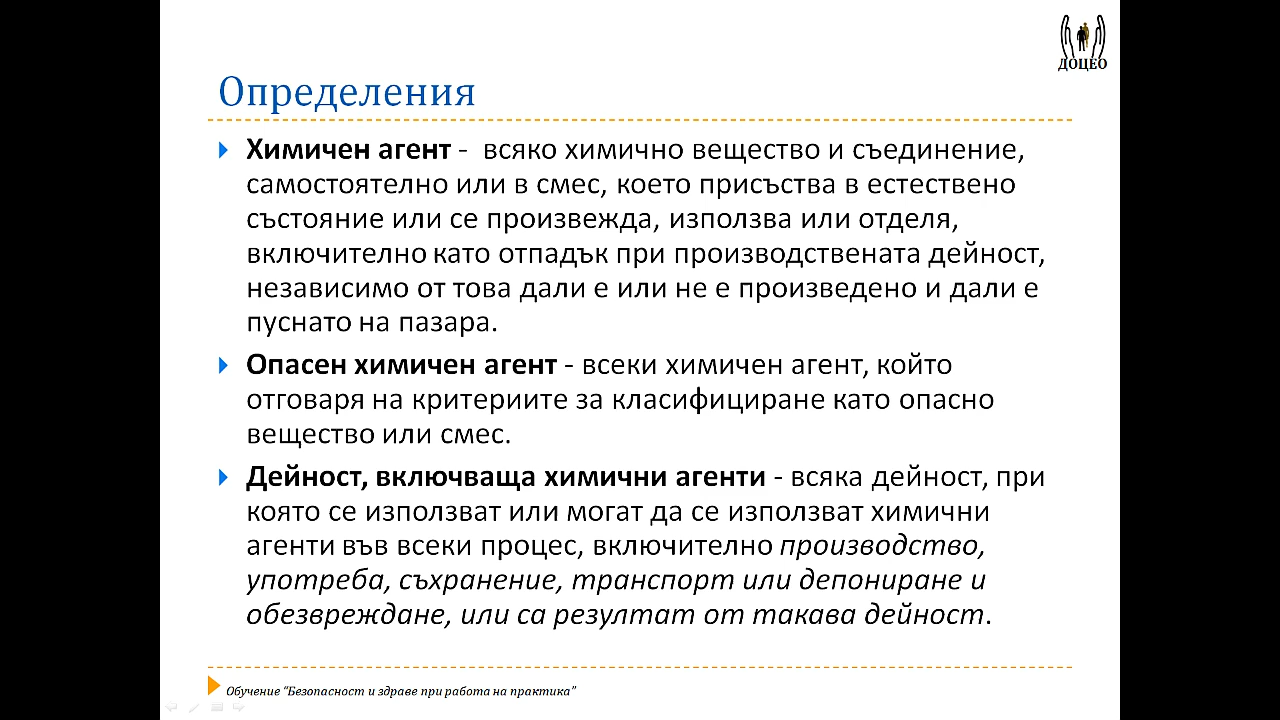 ДОЦЕО
Определения
Химичен агент - всяко химично вещество и съединение,
самостоятелно или в смес, което присъства в естествено
състояние или се произвежда, използва или отделя,
включително като отпадък при производствената дейност,
независимо от това дали е или не е произведено и дали е
пуснато на пазара.
Опасен химичен агент - всеки химичен агент, който
отговаря на критериите за класифициране като опасно
вещество или смес.
Дейност, включваща химични агенти - всяка дейност, при
която се използват или могат да се използват химични
агенти във всеки процес, включително производство,
употреба, съхранение, транспорт или депониране и
обезвреждане, или са резултат от такава дейност.
Обучение “Безопасност и здраве при работа на практика”